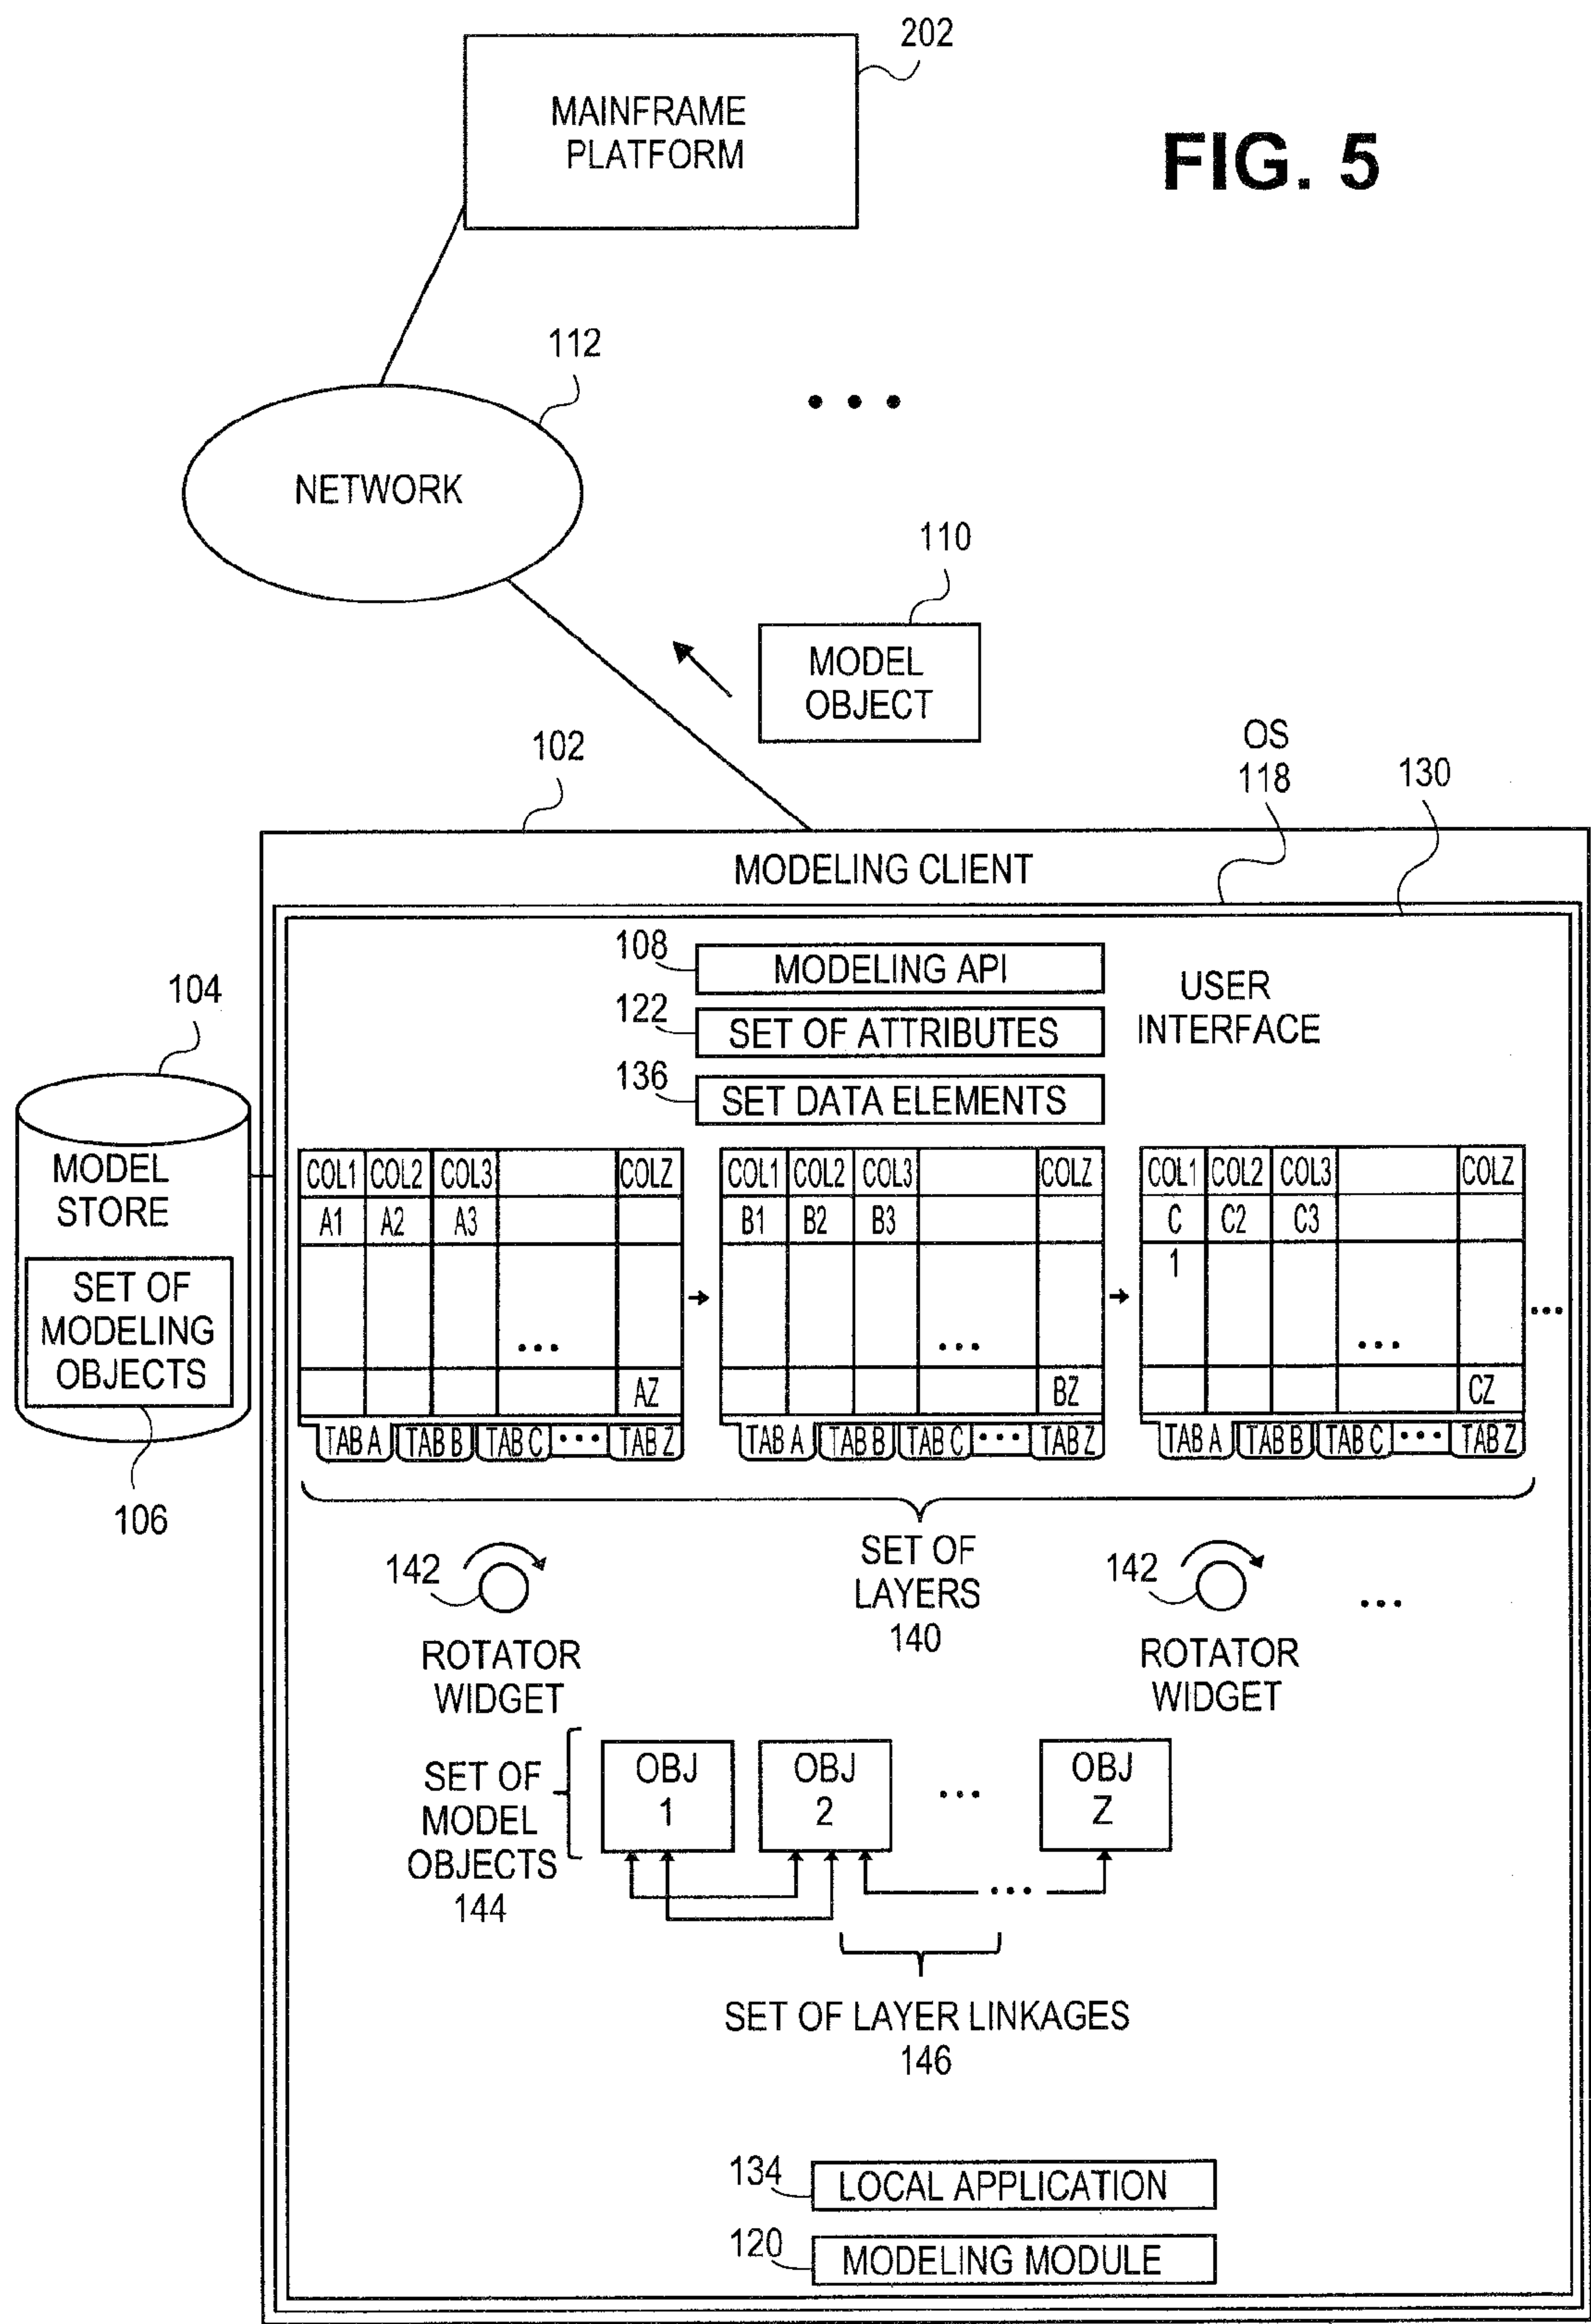 202
MAINFRAME
PLATFORM
FIG. 5
112
NETWORK
• • •
110
MODEL
OBJECT
102
OS
118
130
MODELING CLIENT
108
MODELING API
122
SET OF ATTRIBUTES
136
SET DATA ELEMENTS
USER
INTERFACE
104
MODEL
STORE
SET OF
MODELING
OBJECTS
106
COL1 COL2 COL3 COLZ
A1 A2 A3
•••
AZ
TAB A TAB B TAB C ••• TAB Z
COL1 COL2 COL3 COLZ
B1 B2 B3
•••
BZ
TAB A TAB B TAB C ••• TAB Z
COL1 COL2 COL3 COLZ
C C2 C3
1
•••
CZ
TAB A TAB B TAB C ••• TAB Z
•••
142
ROTATOR
WIDGET
SET OF
LAYERS
140
142
ROTATOR
WIDGET
•••
SET OF
MODEL
OBJECTS
144
OBJ
1
OBJ
2
•••
OBJ
Z
•••
SET OF LAYER LINKAGES
146
134
LOCAL APPLICATION
120
MODELING MODULE